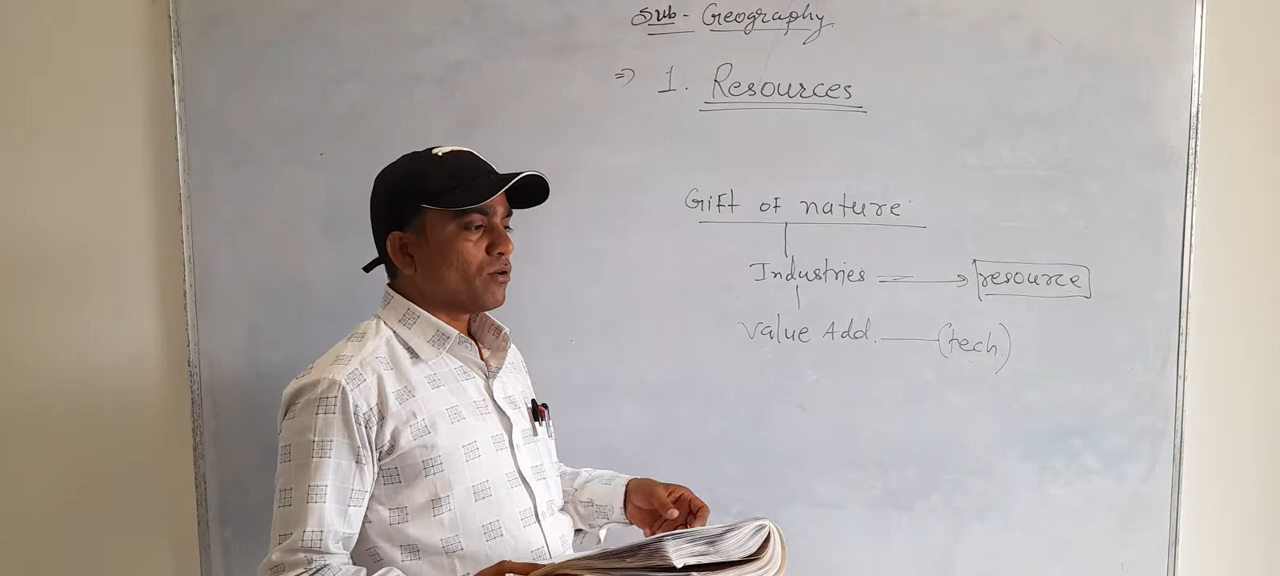 Sub - Geography
⇒ 1. Resources
Gift of nature
Industries → resource
Value Add. — (tech.)